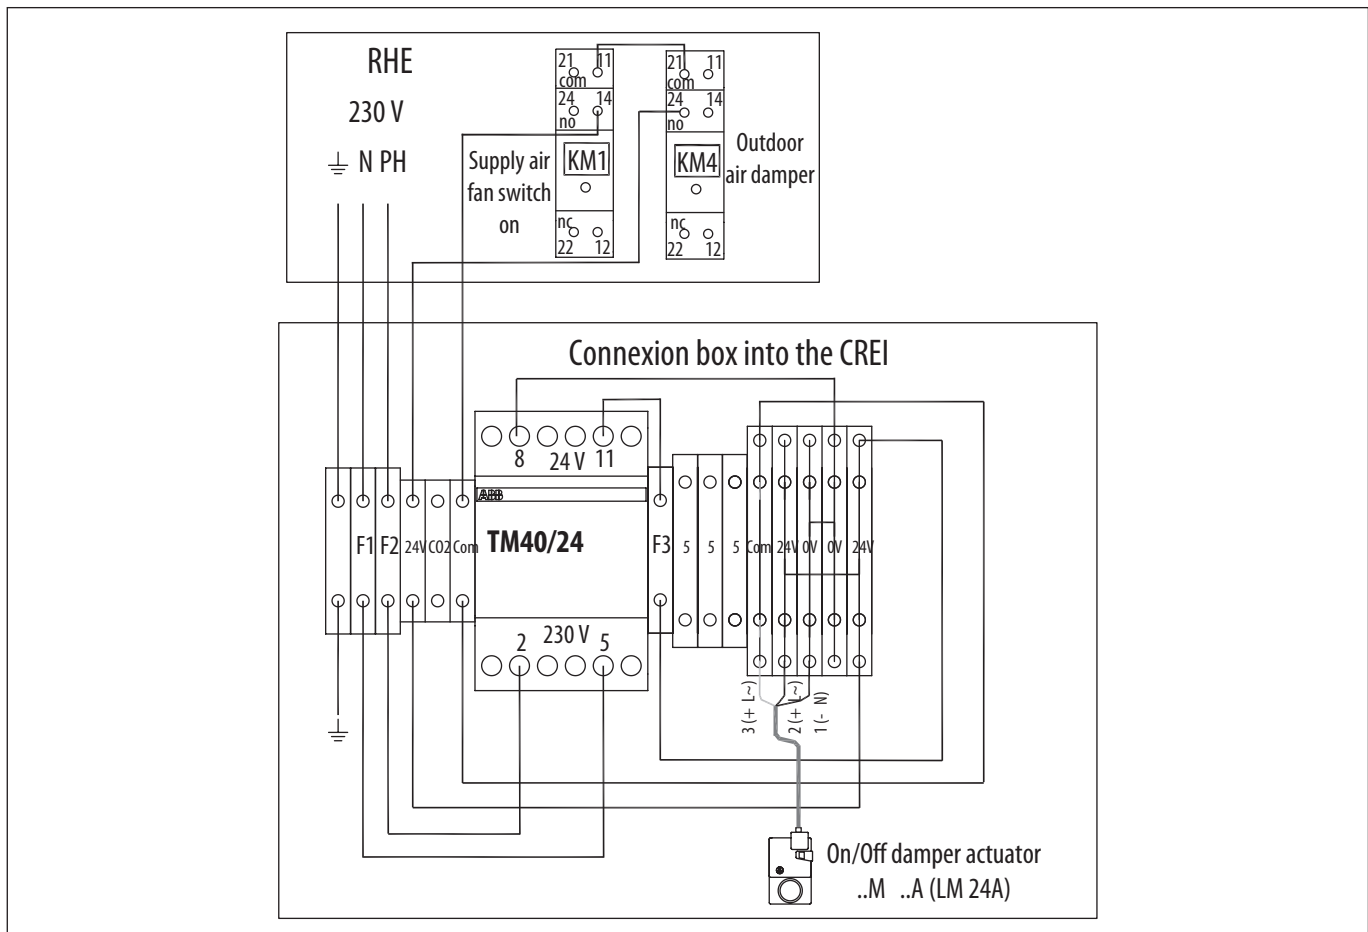 RHE
230 V
N PH
21 11
com
24 14
no
KM1
nc
22 12
Supply air
fan switch
on
21 11
com
24 14
no
KM4
nc
22 12
Outdoor
air damper
Connexion box into the CREI
8 24 V 11
ABB
F1 F2 24V CO2 Com TM40/24 F3 5 5 5 Com 24V 0V 0V 24V
2 230 V 5
3 (+ L~)
2 (+ L~)
1 (- N)
On/Off damper actuator
..M ..A (LM 24A)